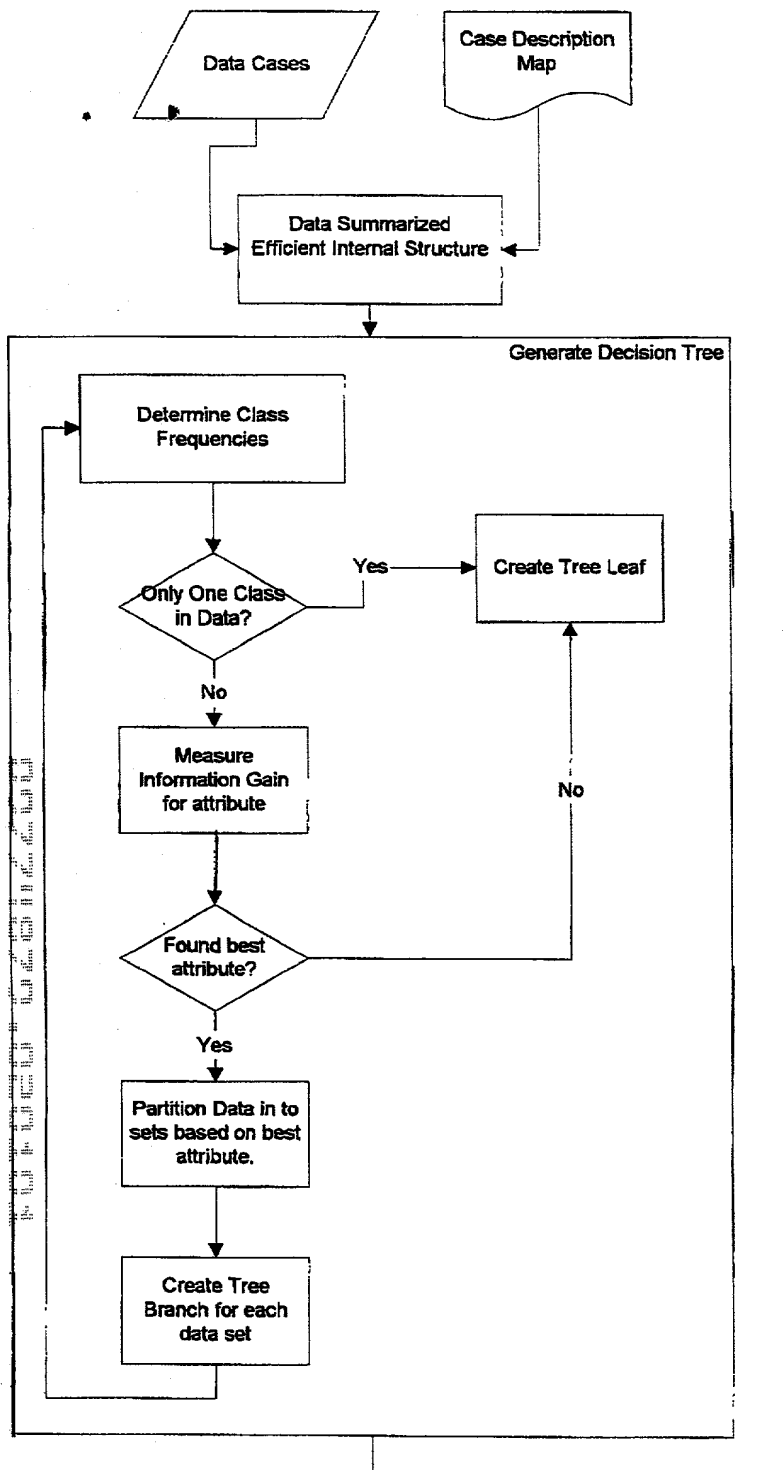 Data Cases
Case Description
Map
Data Summarized
Efficient Internal Structure
Generate Decision Tree
Determine Class
Frequencies
Only One Class
in Data?
Yes
Create Tree Leaf
No
Measure
Information Gain
for attribute
No
Found best
attribute?
Yes
Partition Data in to
sets based on best
attribute.
Create Tree
Branch for each
data set